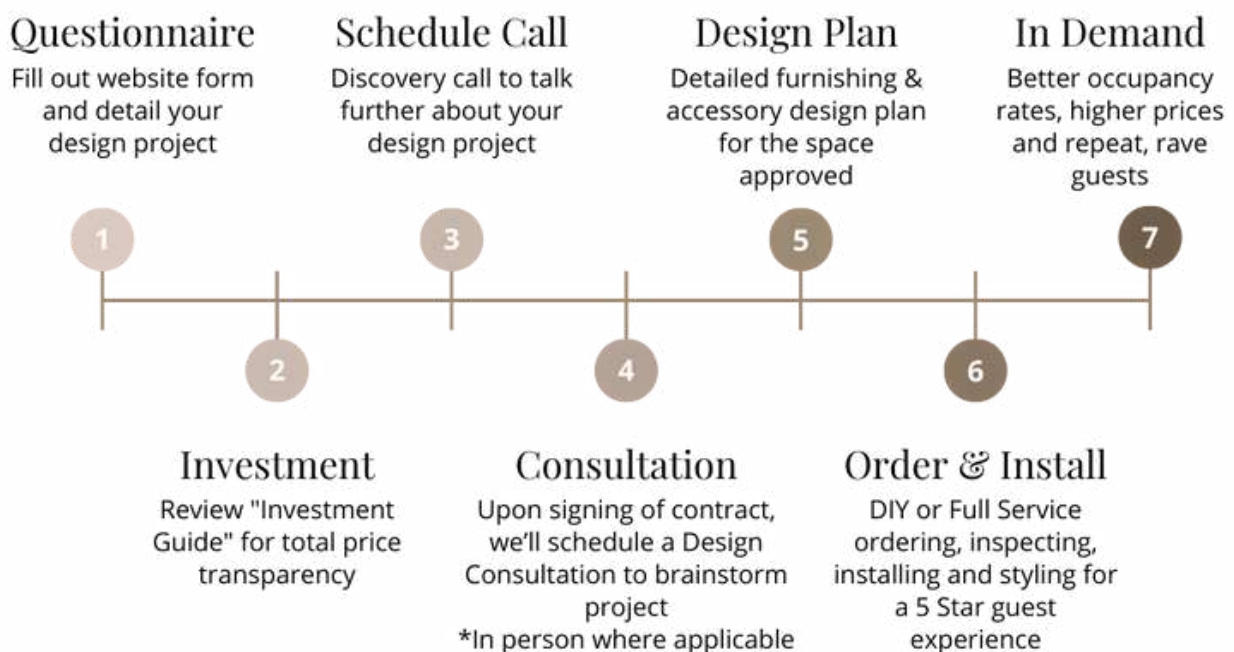 Questionnaire
Fill out website form
and detail your
design project
1
Investment
Review "Investment
Guide" for total price
transparency
2
Schedule Call
Discovery call to talk
further about your
design project
3
Consultation
Upon signing of contract,
we’ll schedule a Design
Consultation to brainstorm
project
*In person where applicable
4
Design Plan
Detailed furnishing &
accessory design plan
for the space
approved
5
Order & Install
DIY or Full Service
ordering, inspecting,
installing and styling for
a 5 Star guest
experience
6
In Demand
Better occupancy
rates, higher prices
and repeat, rave
guests
7